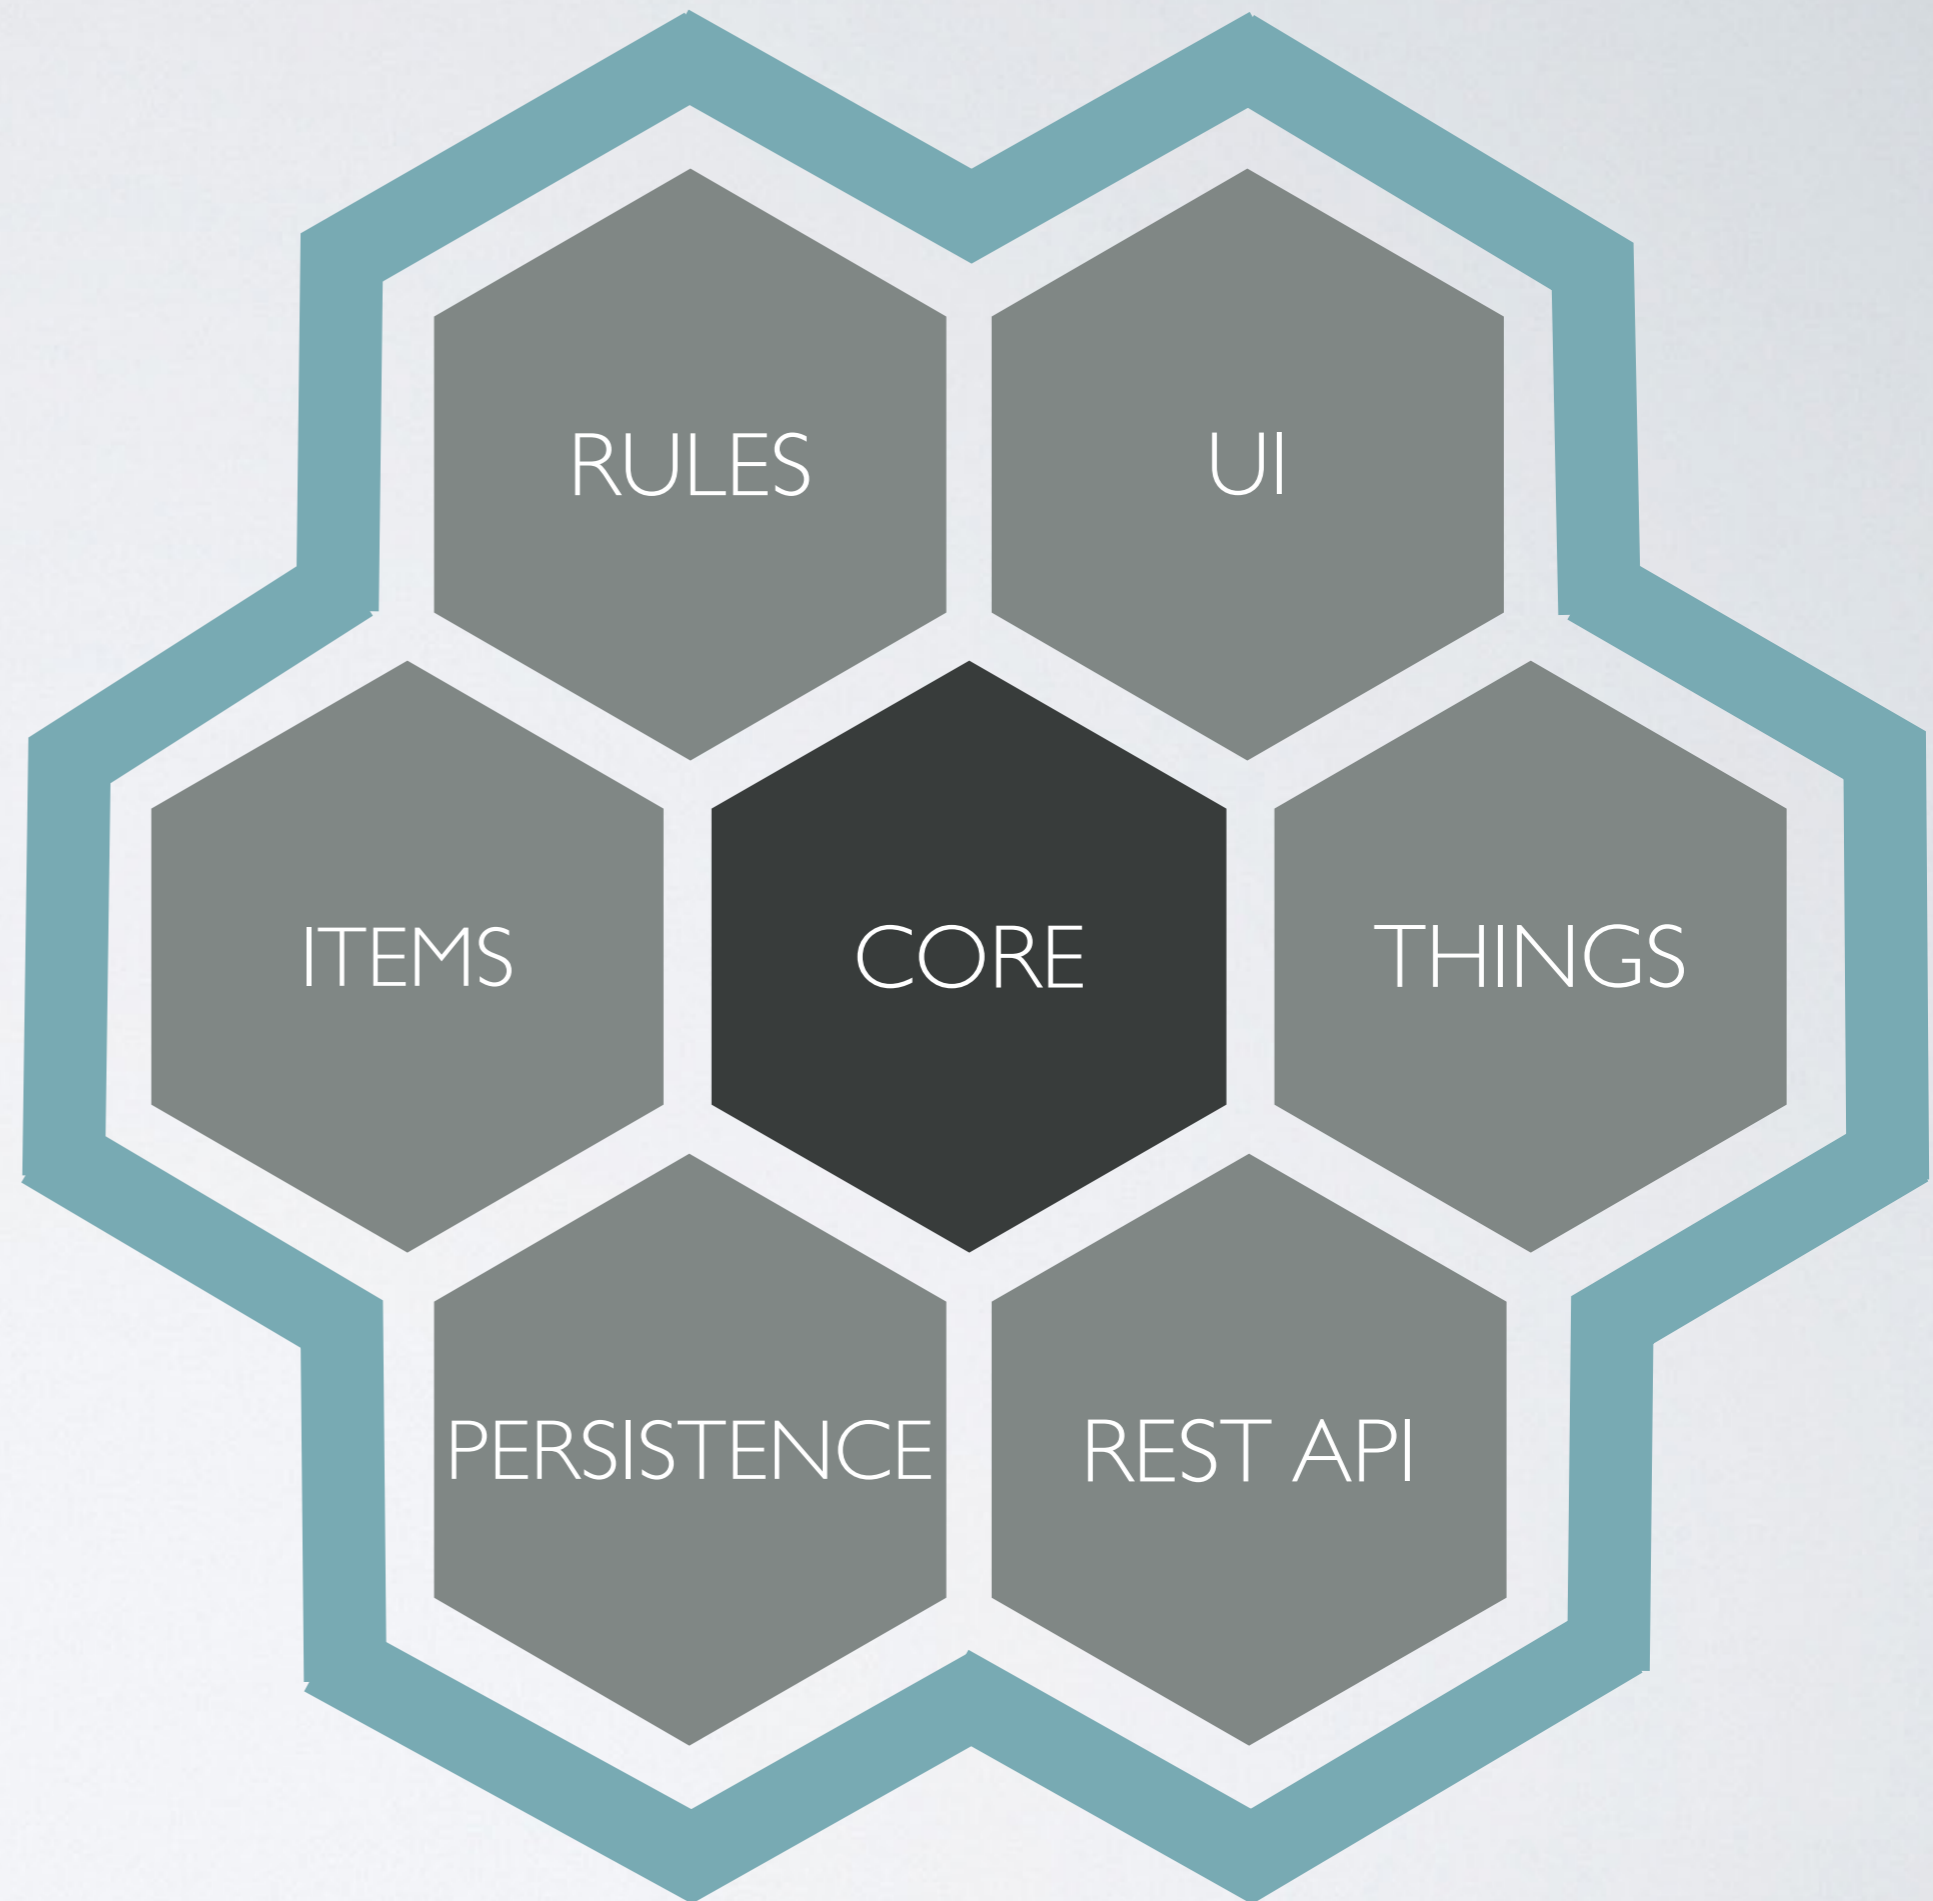 RULES
UI
ITEMS
CORE
THINGS
PERSISTENCE
REST API